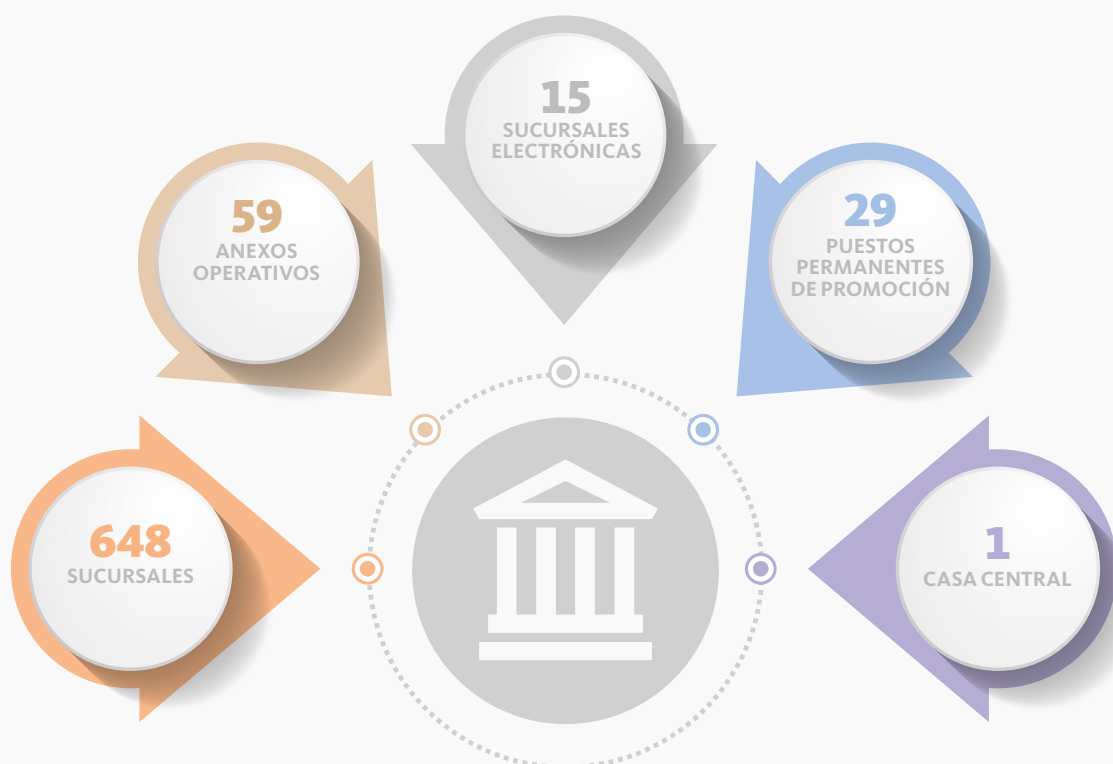 15
SUCURSALES
ELECTRÓNICAS
59
ANEXOS
OPERATIVOS
29
PUESTOS
PERMANENTES
DE PROMOCIÓN
648
SUCURSALES
1
CASA CENTRAL